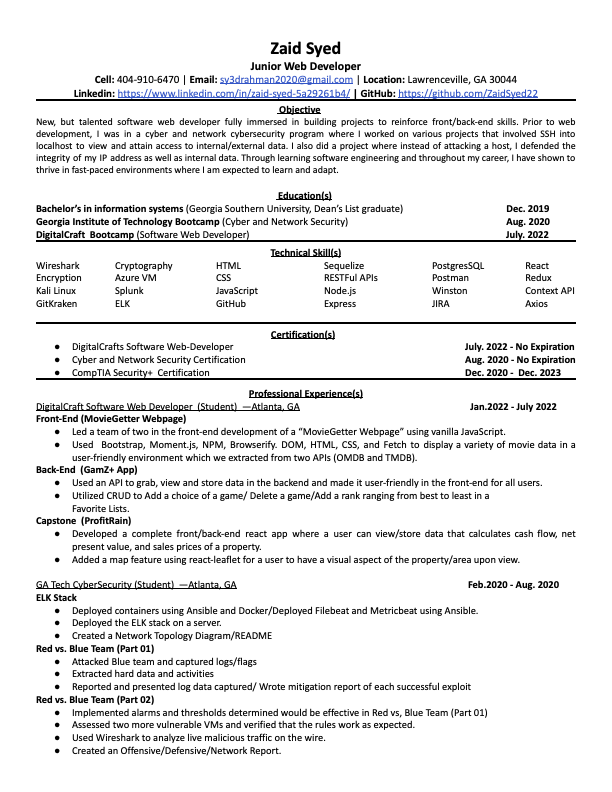 Zaid Syed
Junior Web Developer
Cell: 404-910-6470 | Email: sy3drahman2020@gmail.com | Location: Lawrenceville, GA 30044
Linkedin: https://www.linkedin.com/in/zaid-syed-5a29261b4/ | GitHub: https://github.com/ZaidSyed22
Objective
New, but talented software web developer fully immersed in building projects to reinforce front/back-end skills. Prior to web
development, I was in a cyber and network cybersecurity program where I worked on various projects that involved SSH into
localhost to view and attain access to internal/external data. I also did a project where instead of attacking a host, I defended the
integrity of my IP address as well as internal data. Through learning software engineering and throughout my career, I have shown to
thrive in fast-paced environments where I am expected to learn and adapt.
Education(s)
Bachelor's in information systems (Georgia Southern University, Dean's List graduate) Dec. 2019
Georgia Institute of Technology Bootcamp (Cyber and Network Security) Aug. 2020
DigitalCraft Bootcamp (Software Web Developer) July. 2022
Technical Skill(s)
Wireshark Cryptography HTML Sequelize PostgresSQL React
Encryption Azure VM CSS RESTFul APIs Postman Redux
Kali Linux Splunk JavaScript Node.js Winston Context API
GitKraken ELK GitHub Express JIRA Axios
Certification(s)
● DigitalCrafts Software Web-Developer July. 2022 - No Expiration
● Cyber and Network Security Certification Aug. 2020 - No Expiration
● CompTIA Security+ Certification Dec. 2020 - Dec. 2023
Professional Experience(s)
DigitalCraft Software Web Developer (Student) —Atlanta, GA Jan.2022 - July 2022
Front-End (MovieGetter Webpage)
● Led a team of two in the front-end development of a "MovieGetter Webpage" using vanilla JavaScript.
● Used Bootstrap, Moment.js, NPM, Browserify. DOM, HTML, CSS, and Fetch to display a variety of movie data in a
user-friendly environment which we extracted from two APIs (OMDB and TMDB).
Back-End (GamZ+ App)
● Used an API to grab, view and store data in the backend and made it user-friendly in the front-end for all users.
● Utilized CRUD to Add a choice of a game/ Delete a game/Add a rank ranging from best to least in a
Favorite Lists.
Capstone (ProfitRain)
● Developed a complete front/back-end react app where a user can view/store data that calculates cash flow, net
present value, and sales prices of a property.
● Added a map feature using react-leaflet for a user to have a visual aspect of the property/area upon view.
GA Tech CyberSecurity (Student) —Atlanta, GA Feb.2020 - Aug. 2020
ELK Stack
● Deployed containers using Ansible and Docker/Deployed Filebeat and Metricbeat using Ansible.
● Deployed the ELK stack on a server.
● Created a Network Topology Diagram/README
Red vs. Blue Team (Part 01)
● Attacked Blue team and captured logs/flags
● Extracted hard data and activities
● Reported and presented log data captured/ Wrote mitigation report of each successful exploit
Red vs. Blue Team (Part 02)
● Implemented alarms and thresholds determined would be effective in Red vs, Blue Team (Part 01)
● Assessed two more vulnerable VMs and verified that the rules work as expected.
● Used Wireshark to analyze live malicious traffic on the wire.
● Created an Offensive/Defensive/Network Report.